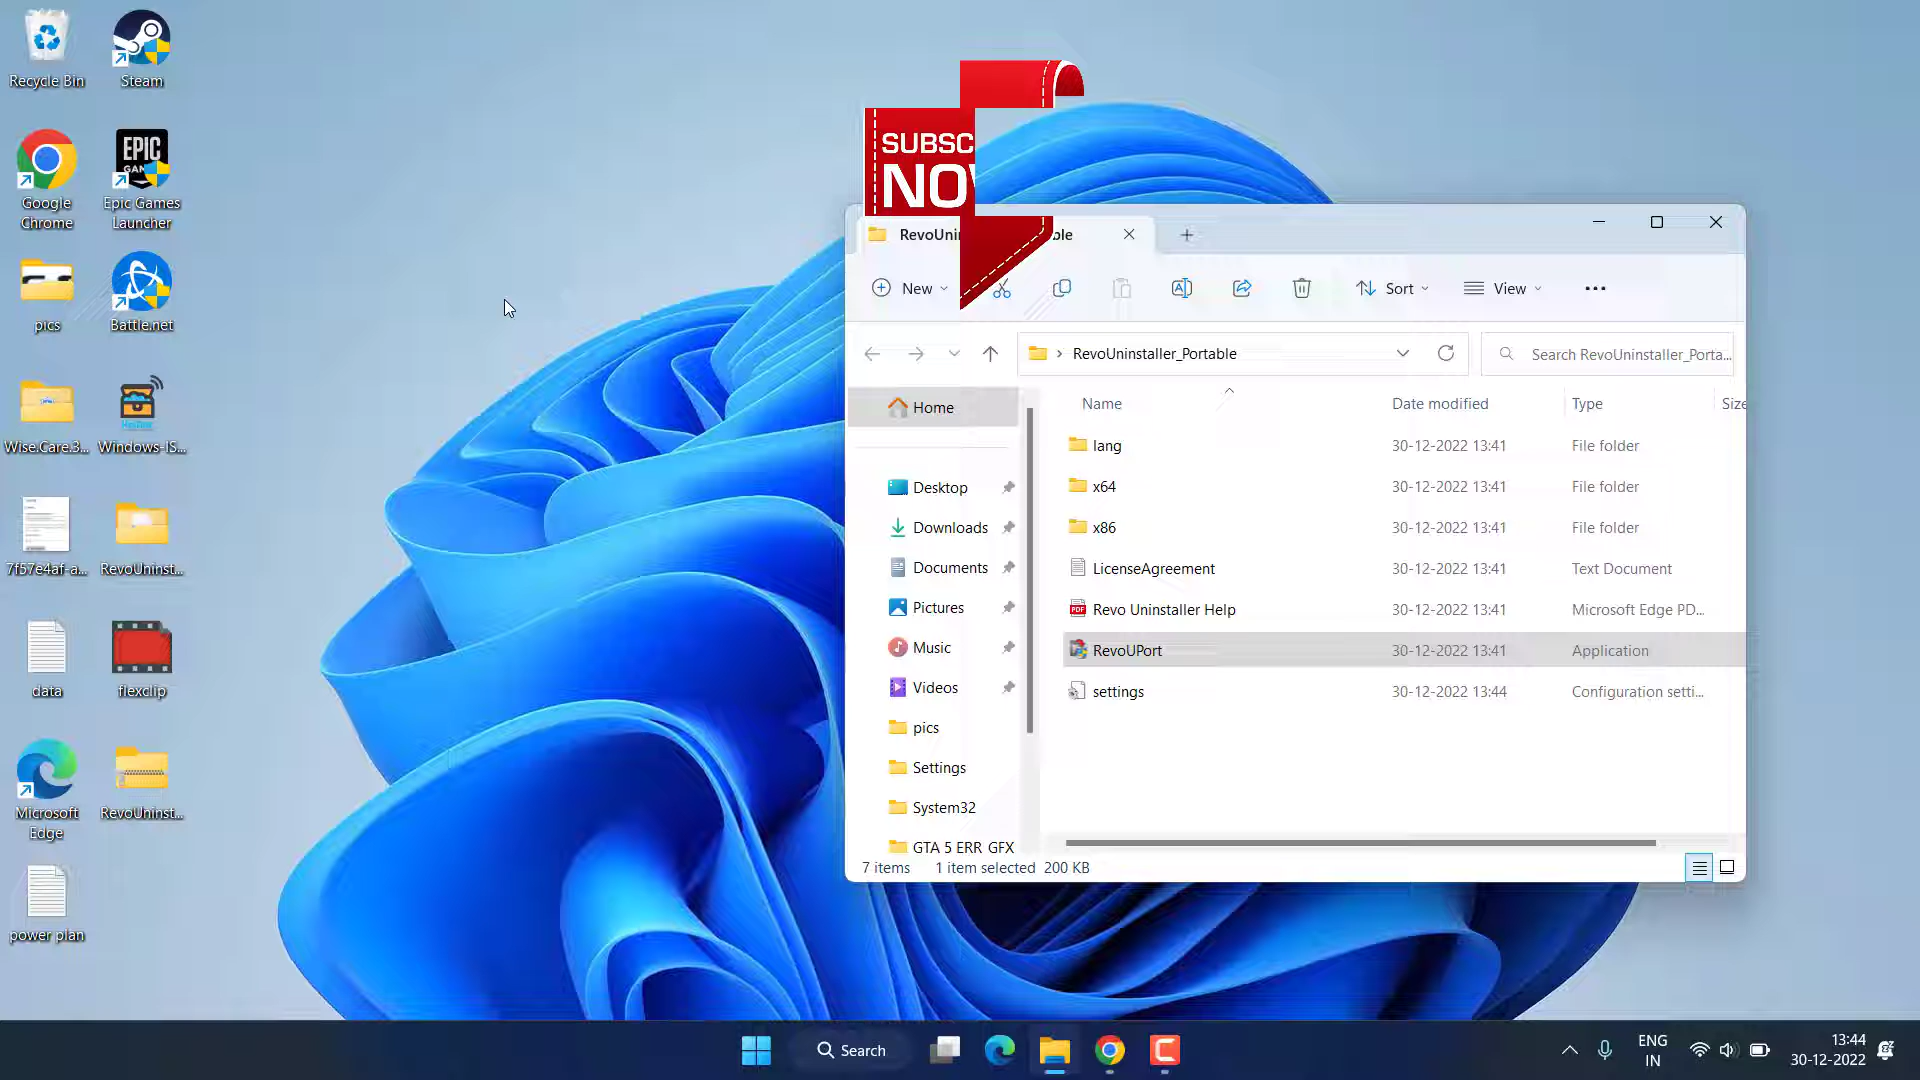 Recycle Bin
Steam
Google
Chrome
EPIC
Epic Games
Launcher
pics
Battle.net
Wise.Care.3...
Windows-IS...
7f57e4af-a...
RevoUninst...
data
flexclip
Microsoft
Edge
RevoUninst...
power plan
SUBSC
NO
RevoUni
ble
New
Sort
View
RevoUninstaller_Portable
Search RevoUninstaller_Porta...
Home
Desktop
Downloads
Documents
Pictures
Music
Videos
pics
Settings
System32
GTA 5 ERR GFX
Name Date modified Type Size
lang 30-12-2022 13:41 File folder
x64 30-12-2022 13:41 File folder
x86 30-12-2022 13:41 File folder
LicenseAgreement 30-12-2022 13:41 Text Document
Revo Uninstaller Help 30-12-2022 13:41 Microsoft Edge PD...
RevoUPort 30-12-2022 13:41 Application
settings 30-12-2022 13:44 Configuration setti...
7 items 1 item selected 200 KB
Search
ENG
IN
13:44
30-12-2022